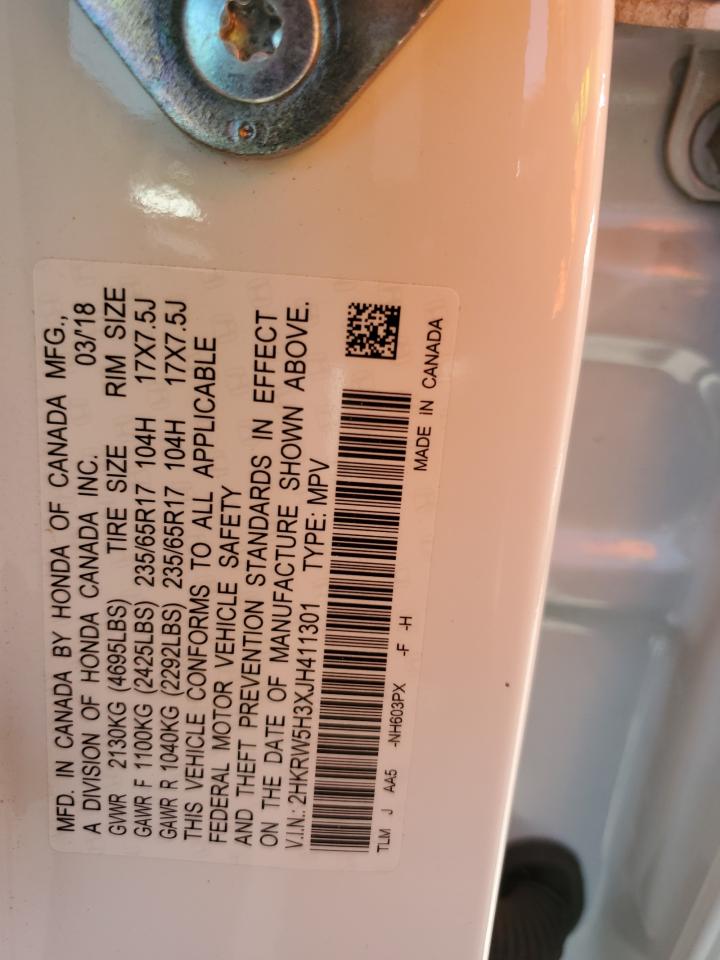 MFD. IN CANADA BY HONDA OF CANADA MFG.,
A DIVISION OF HONDA CANADA INC. 03/'18
GVWR 2130KG (4695LBS) TIRE SIZE RIM SIZE
GAWR F 1100KG (2425LBS) 235/65R17 104H 17X7.5J
GAWR R 1040KG (2292LBS) 235/65R17 104H 17X7.5J
THIS VEHICLE CONFORMS TO ALL APPLICABLE
FEDERAL MOTOR VEHICLE SAFETY
AND THEFT PREVENTION STANDARDS IN EFFECT
ON THE DATE OF MANUFACTURE SHOWN ABOVE.
V.I.N.: 2HKRW5H3XJH411301 TYPE: MPV
TLM J AA5 -NH603PX -F -H
MADE IN CANADA